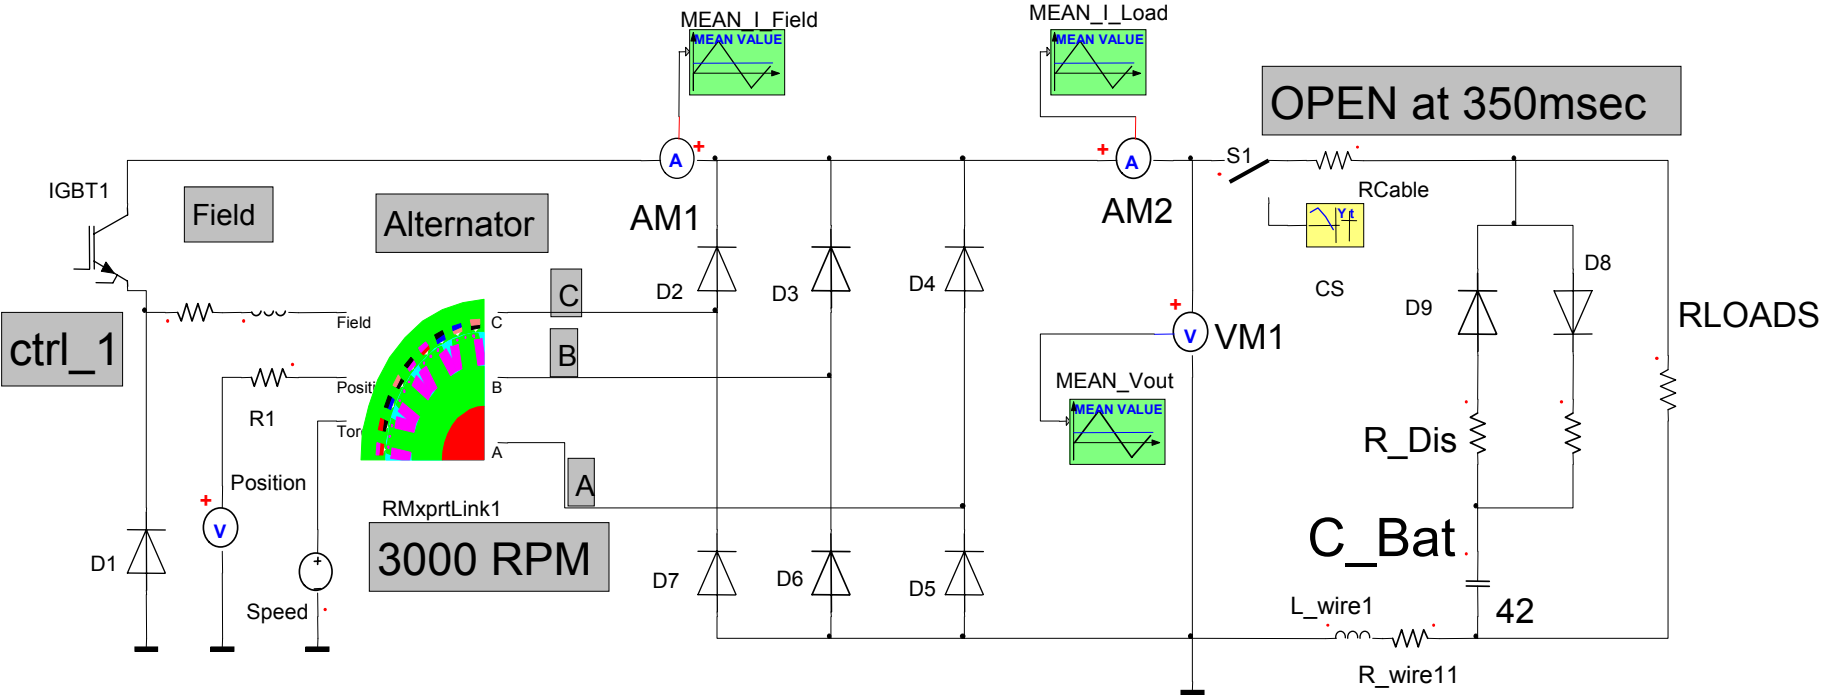 MEAN_I_Field
MEAN VALUE
MEAN_I_Load
MEAN VALUE
OPEN at 350msec
IGBT1
Field
Alternator
AM1
A
+
A
+
AM2
S1
RCable
Y t
CS
D2
D3
D4
D9
D8
RLOADS
ctrl_1
Field
C
C
B
B
R1
V
+
VM1
MEAN_Vout
MEAN VALUE
A
A
R_Dis
Position
+
V
RMxprtLink1
3000 RPM
D1
+
Speed
D7
D6
D5
C_Bat
42
L_wire1
R_wire11